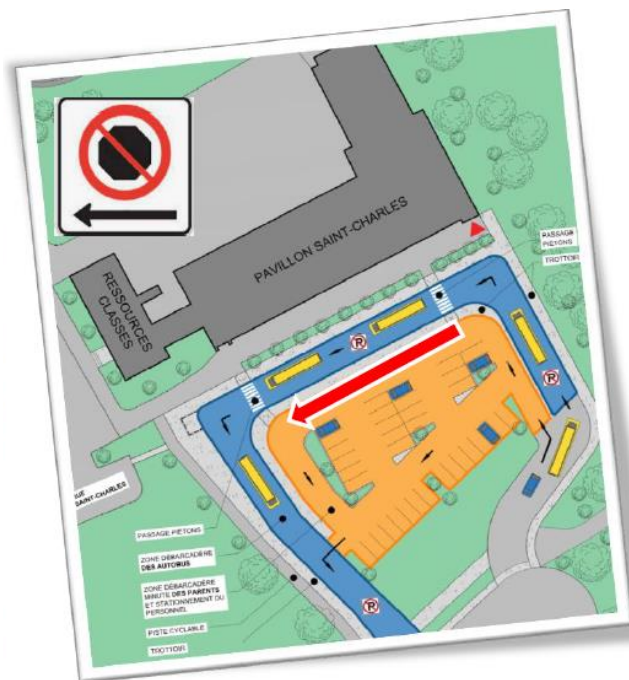 PAVILLON SAINT-CHARLES
RESSOURCES
CLASSES
PASSAGE
PIÉTONS
TROTTOIR
P
P
P
RUE
SAINT-CHARLES
PASSAGE PIÉTONS
ZONE DÉBARCADÈRE
DES AUTOBUS
ZONE DÉBARCADÈRE
MINUTE DES PARENTS
ET STATIONNEMENT DU
PERSONNEL
PISTE CYCLABLE
TROTTOIR
P